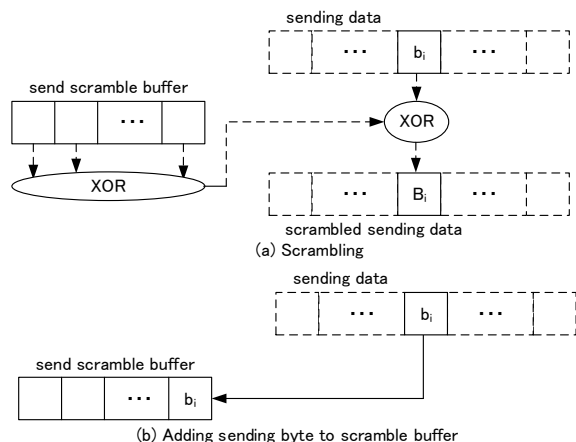 sending data
··· bᵢ ···
send scramble buffer
···
XOR
XOR
··· Bᵢ ···
scrambled sending data
(a) Scrambling
sending data
··· bᵢ ···
send scramble buffer
··· bᵢ
(b) Adding sending byte to scramble buffer